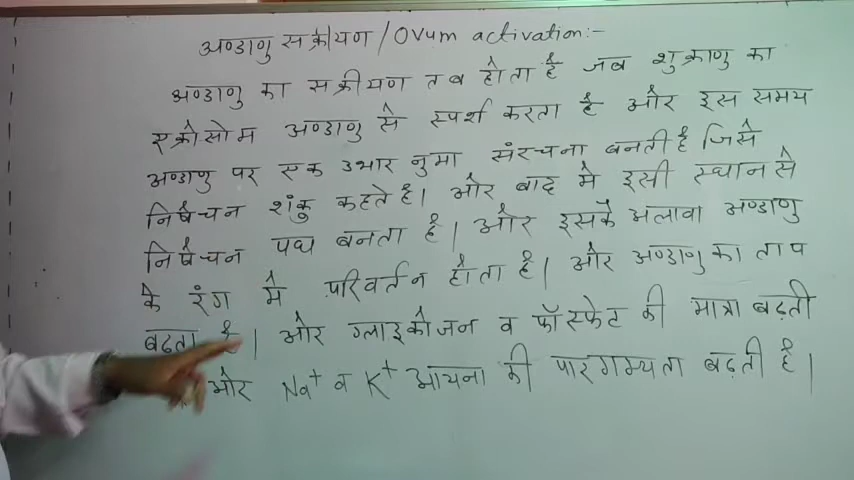 अण्डाणु सक्रीयण / Ovum activation:-
अण्डाणु का सक्रीयण तब होता है जब शुक्राणु का
एक्रोसोम अण्डाणु से स्पर्श करता है और इस समय
अण्डाणु पर एक उभार नुमा संरचना बनती है जिसे
निषेचन शंकु कहते है। और बाद मे इसी स्थान से
निषेचन पथ बनता है। और इसके अलावा अण्डाणु
के रंग मे परिवर्तन होता है। और अण्डाणु का ताप
बढता है। और ग्लाइकोजन व फॉस्फेट की मात्रा बढ़ती
और Na⁺ व K⁺ आयना की पारगम्यता बढ़ती है।